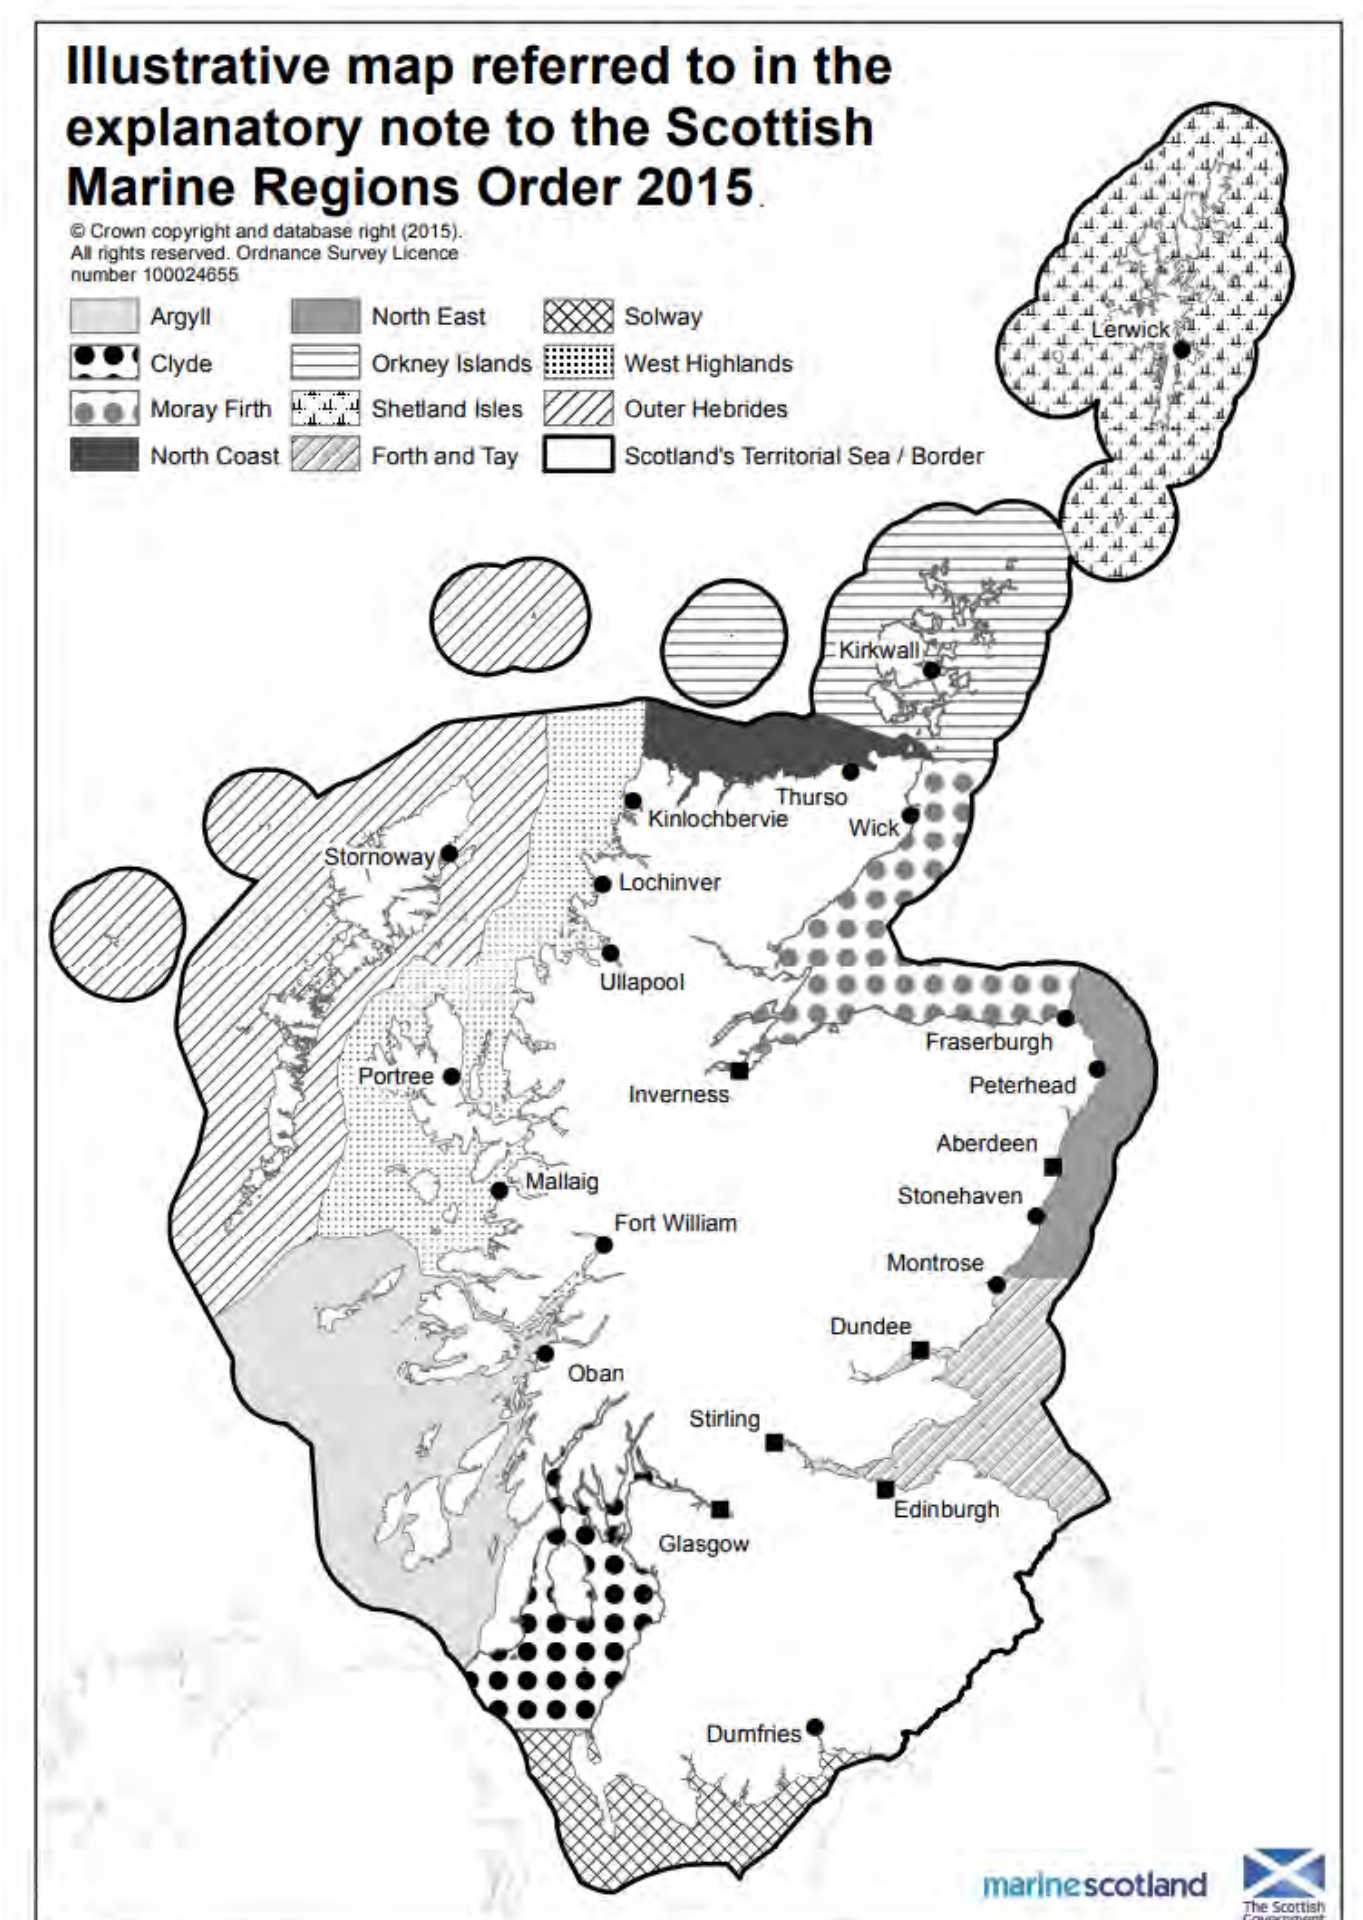 Illustrative map referred to in the
explanatory note to the Scottish
Marine Regions Order 2015 .
© Crown copyright and database right (2015).
All rights reserved. Ordnance Survey Licence
number 100024655
Argyll North East Solway
Clyde Orkney Islands West Highlands
Moray Firth Shetland Isles Outer Hebrides
North Coast Forth and Tay Scotland's Territorial Sea / Border
Lerwick
Kirkwall
Thurso
Kinlochbervie
Wick
Stornoway
Lochinver
Ullapool
Fraserburgh
Portree
Peterhead
Inverness
Aberdeen
Mallaig
Stonehaven
Fort William
Montrose
Dundee
Oban
Stirling
Edinburgh
Glasgow
Dumfries
marinescotland
The Scottish
Government